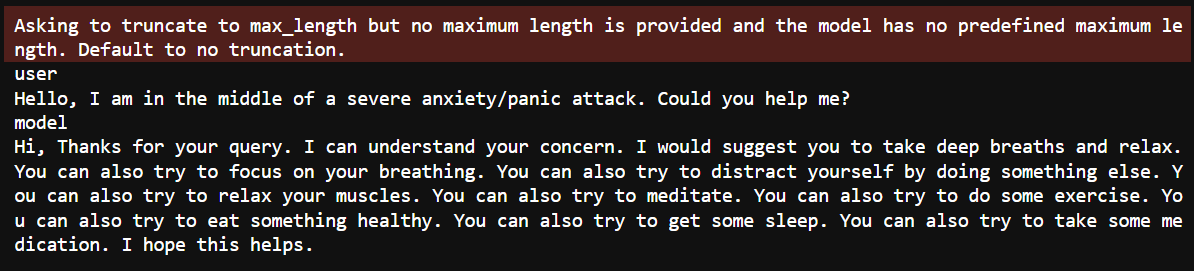 Asking to truncate to max_length but no maximum length is provided and the model has no predefined maximum le
ngth. Default to no truncation.
user
Hello, I am in the middle of a severe anxiety/panic attack. Could you help me?
model
Hi, Thanks for your query. I can understand your concern. I would suggest you to take deep breaths and relax.
You can also try to focus on your breathing. You can also try to distract yourself by doing something else. Y
ou can also try to relax your muscles. You can also try to meditate. You can also try to do some exercise. Yo
u can also try to eat something healthy. You can also try to get some sleep. You can also try to take some me
dication. I hope this helps.